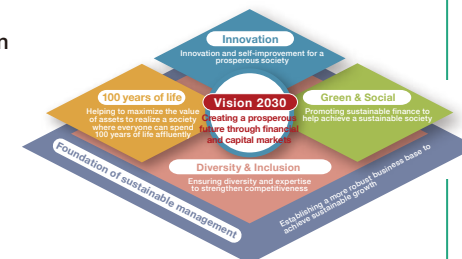 n
Innovation
Innovation and self-improvement for a
prosperous society
100 years of life
Helping to maximize the value
of assets to realize a society
where everyone can spend
100 years of life affluently
Vision 2030
Creating a prosperous
future through financial
and capital markets
Green & Social
Promoting sustainable finance to
help achieve a sustainable society
Diversity & Inclusion
Ensuring diversity and expertise
to strengthen competitiveness
Foundation of sustainable management
Establishing a more robust business base to
achieve sustainable growth